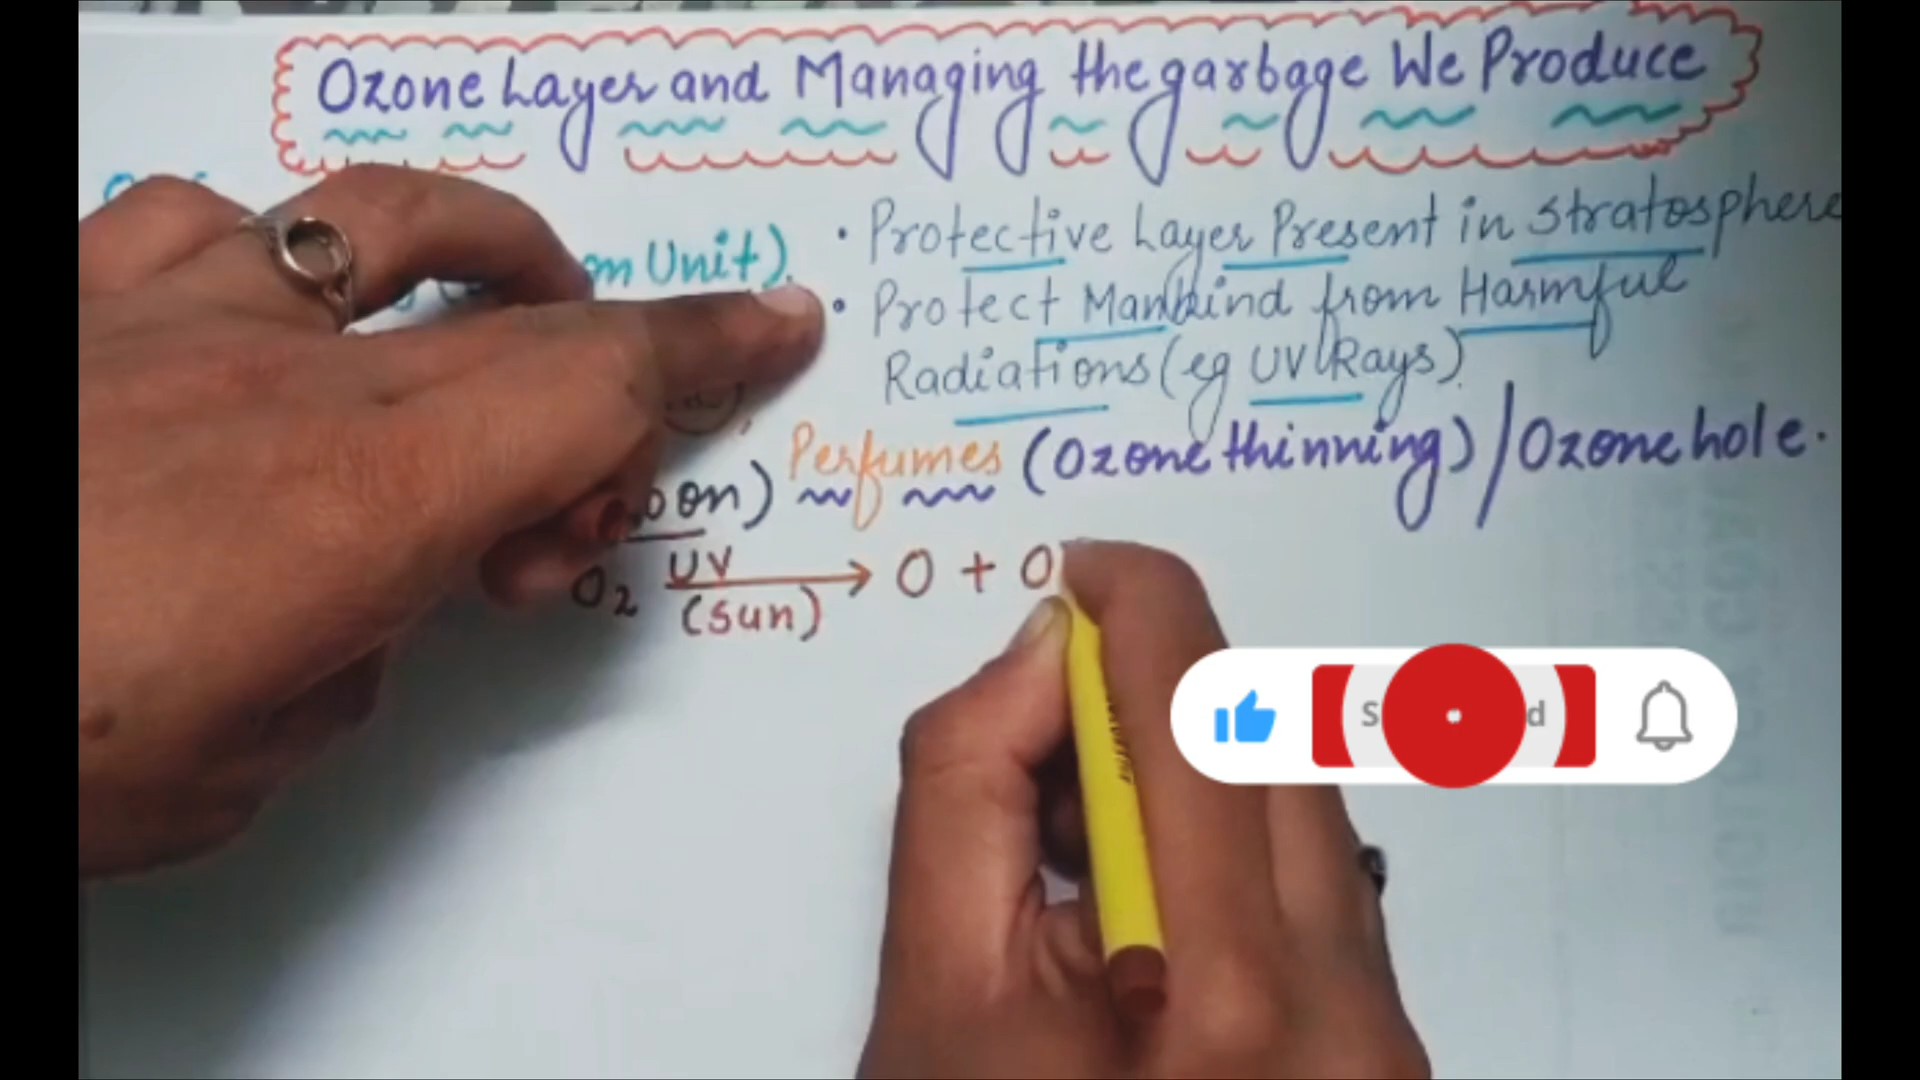 Ozone Layer and Managing the garbage We Produce
Unit).
• Protective Layer Present in Stratosphere
• Protect Mankind from Harmful
Radiations (eg UV Rays).
Perfumes (Ozone thinning) / Ozone hole.
O2 UV → O + O
(Sun)